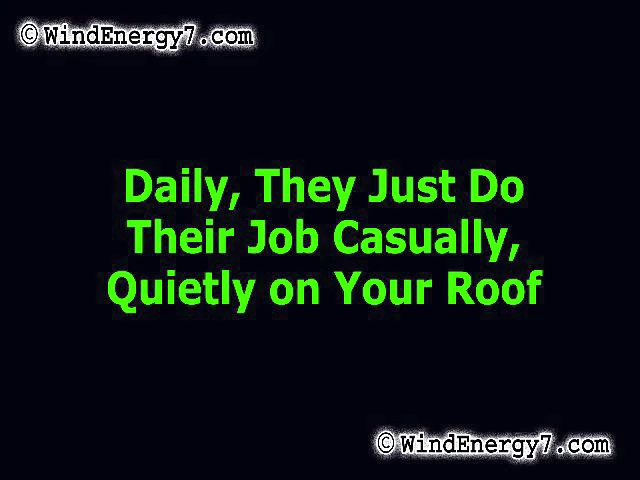 © WindEnergy7.com
Daily, They Just Do
Their Job Casually,
Quietly on Your Roof
© WindEnergy7.com